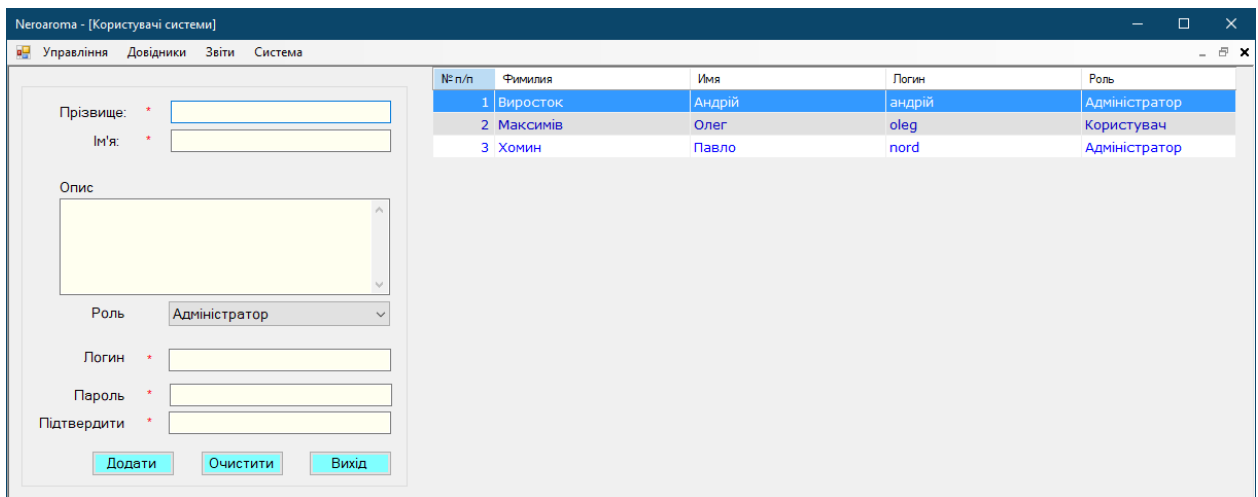 Neroaroma - [Користувачі системи]
Управління Довідники Звіти Система
Прізвище: *
Ім'я: *
Опис
Роль Адміністратор
Логин *
Пароль *
Підтвердити *
Додати Очистити Вихід
№ п/п Фимилия Имя Логин Роль
1 Виросток Андрій андрій Адміністратор
2 Максимів Олег oleg Користувач
3 Хомин Павло nord Адміністратор